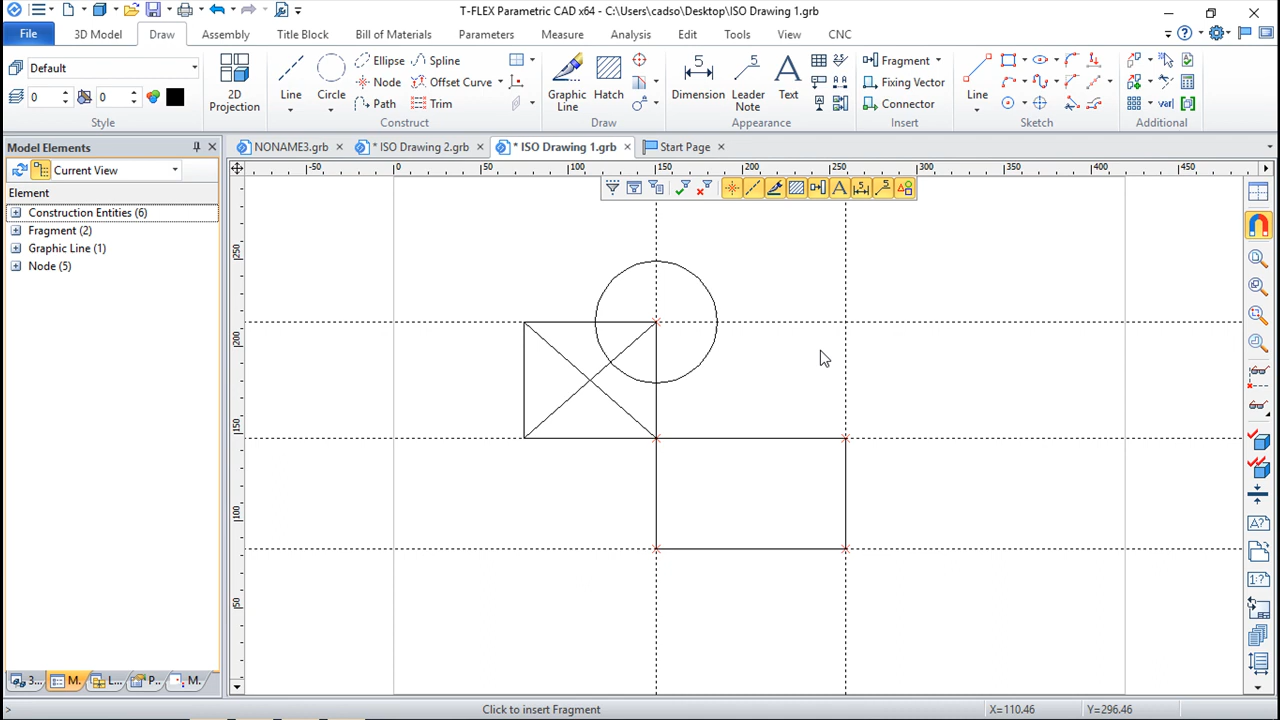 T-FLEX Parametric CAD x64 - C:\Users\cadso\Desktop\ISO Drawing 1.grb
File
3D Model
Draw
Assembly
Title Block
Bill of Materials
Parametric
Parameters
Measure
Analysis
Edit
Tools
View
CNC
Default
0
0
Style
2D
Projection
Line
Circle
Ellipse
Node
Path
Spline
Offset Curve
Trim
Construct
Graphic
Line
Hatch
Draw
5
Dimension
5
Leader
Note
Text
Appearance
Fragment
Fixing Vector
Connector
Insert
Line
Sketch
var
Additional
Model Elements
NONAME3.grb
* ISO Drawing 2.grb
* ISO Drawing 1.grb
Start Page
Current View
Element
Construction Entities (6)
Fragment (2)
Graphic Line (1)
Node (5)
-50
0
50
100
150
200
250
300
350
400
450
250
200
150
100
50
3...
M.
L...
P..
M.
Click to insert Fragment
X=110.46
Y=296.46